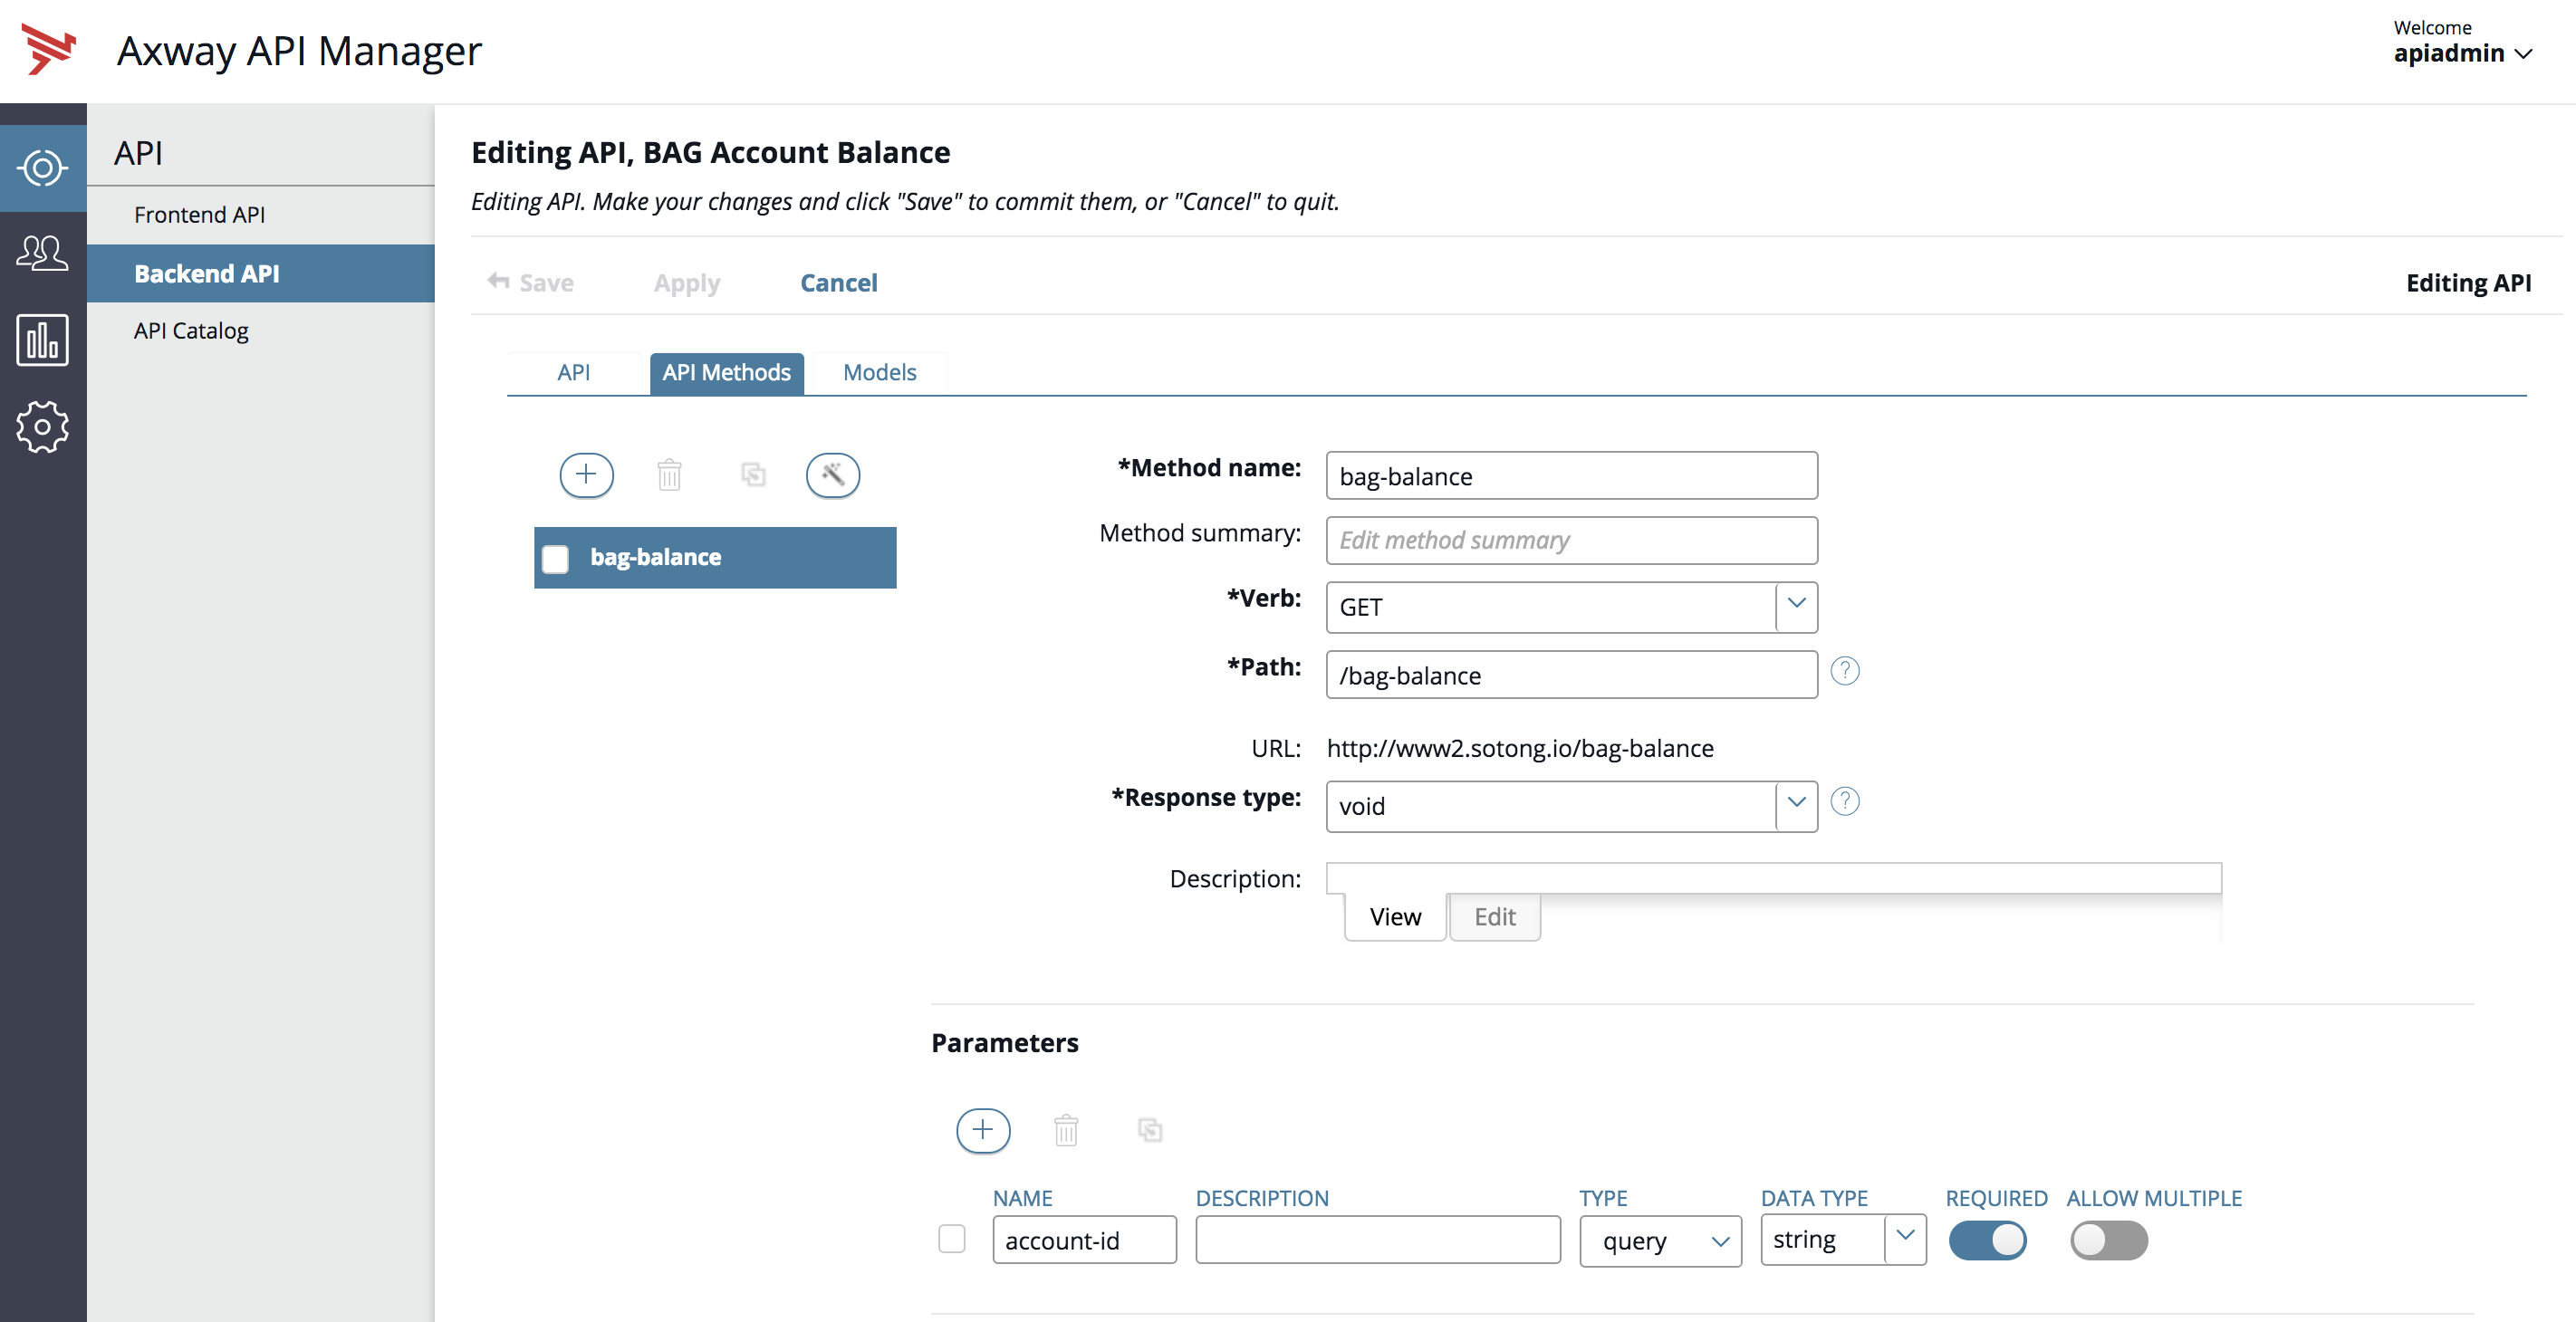 Axway API Manager
Welcome
apiadmin
API
Frontend API
Backend API
API Catalog
Editing API, BAG Account Balance
Editing API. Make your changes and click "Save" to commit them, or "Cancel" to quit.
Save Apply Cancel Editing API
API API Methods Models
bag-balance
*Method name: bag-balance
Method summary: Edit method summary
*Verb: GET
*Path: /bag-balance ?
URL: http://www2.sotong.io/bag-balance
*Response type: void ?
Description:
View Edit
Parameters
NAME DESCRIPTION TYPE DATA TYPE REQUIRED ALLOW MULTIPLE
account-id query string